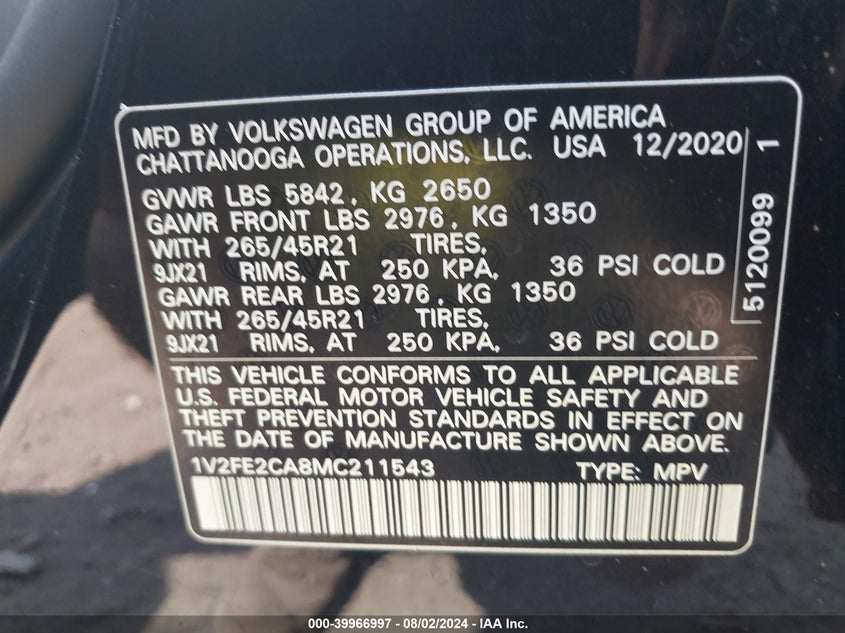 MFD BY VOLKSWAGEN GROUP OF AMERICA
CHATTANOOGA OPERATIONS, LLC. USA 12/2020
GVWR LBS 5842, KG 2650
GAWR FRONT LBS 2976, KG 1350
WITH 265/45R21 TIRES,
9JX21 RIMS, AT 250 KPA, 36 PSI COLD
GAWR REAR LBS 2976, KG 1350
WITH 265/45R21 TIRES,
9JX21 RIMS, AT 250 KPA, 36 PSI COLD
5120099 1
THIS VEHICLE CONFORMS TO ALL APPLICABLE
U.S. FEDERAL MOTOR VEHICLE SAFETY AND
THEFT PREVENTION STANDARDS IN EFFECT ON
THE DATE OF MANUFACTURE SHOWN ABOVE.
1V2FE2CA8MC211543 TYPE: MPV
000-39966997 - 08/02/2024 - IAA Inc.